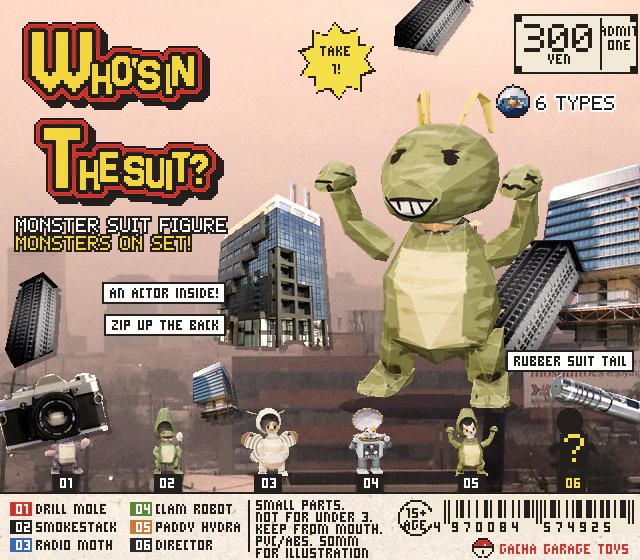 WHO'S IN
THE SUIT?
TAKE
1!
300
YEN
ADMIT
ONE
6 TYPES
MONSTER SUIT FIGURE
MONSTERS ON SET!
AN ACTOR INSIDE!
ZIP UP THE BACK
RUBBER SUIT TAIL
?
01
02
03
04
05
06
01 DRILL MOLE
02 SMOKESTACK
03 RADIO MOTH
04 CLAM ROBOT
05 PADDY HYDRA
06 DIRECTOR
SMALL PARTS.
NOT FOR UNDER 3.
KEEP FROM MOUTH.
PVC/ABS. 50MM
FOR ILLUSTRATION
15+
AGE
4 970084 574925
GACHA GARAGE TOYS